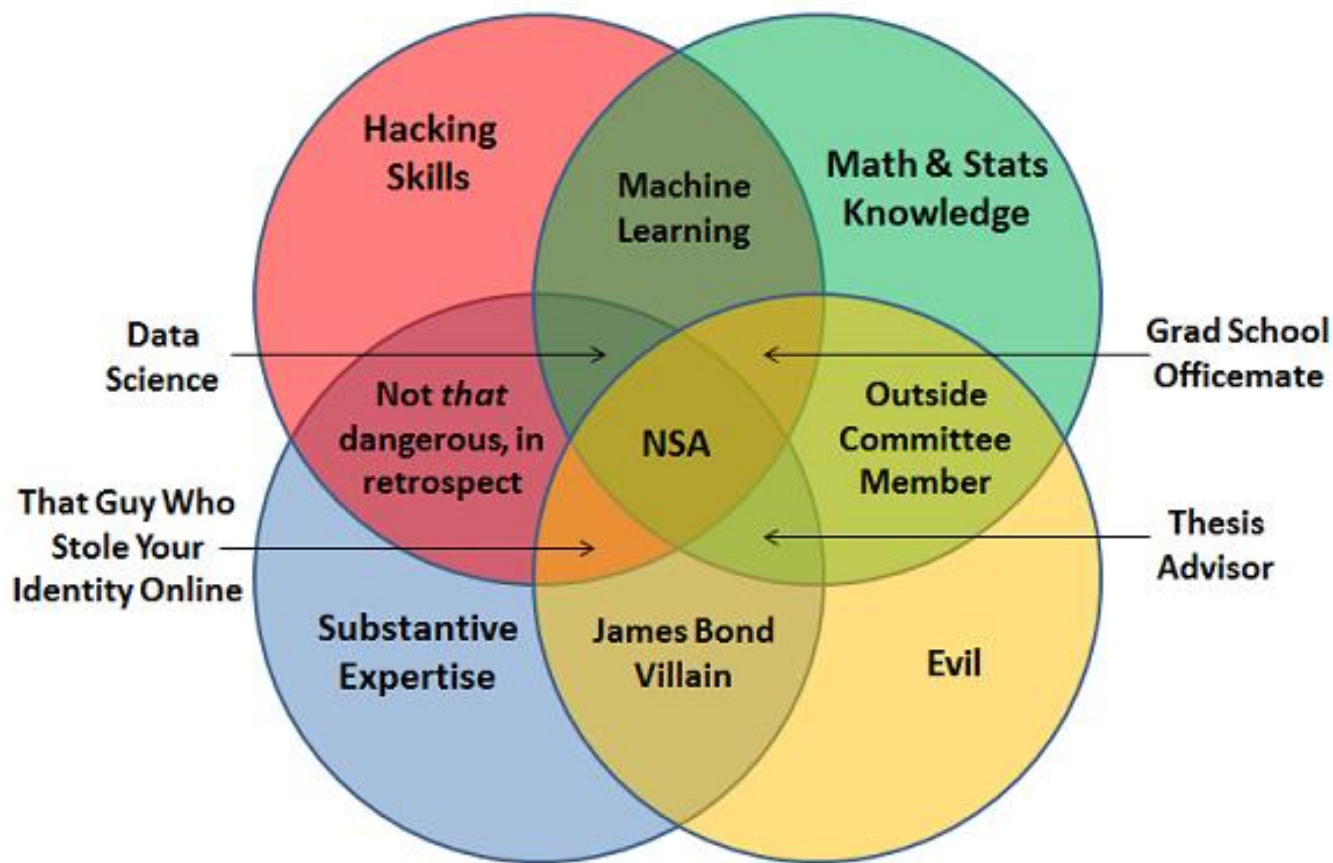 Hacking
Skills
Math & Stats
Knowledge
Machine
Learning
Data
Science
Grad School
Officemate
Not that
dangerous, in
retrospect
NSA
Outside
Committee
Member
That Guy Who
Stole Your
Identity Online
Thesis
Advisor
Substantive
Expertise
James Bond
Villain
Evil